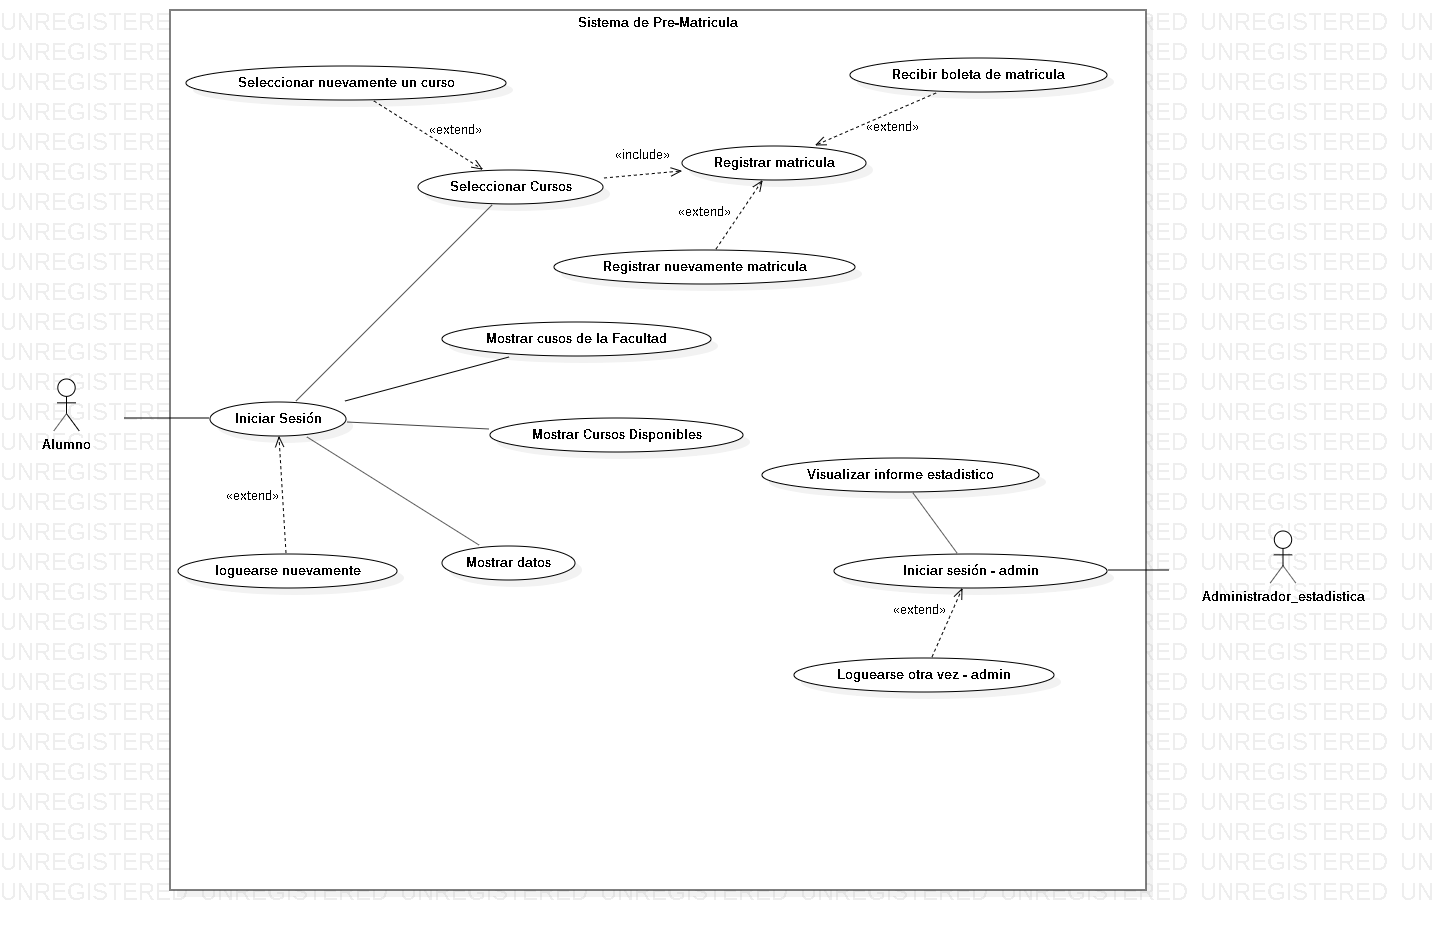 Sistema de Pre-Matricula
Seleccionar nuevamente un curso
Recibir boleta de matricula
«extend»
«extend»
«include»
Registrar matricula
Seleccionar Cursos
«extend»
Registrar nuevamente matricula
Mostrar cusos de la Facultad
Iniciar Sesión
Alumno
Mostrar Cursos Disponibles
Visualizar informe estadistico
«extend»
Mostrar datos
loguearse nuevamente
Iniciar sesión - admin
Administrador_estadistica
«extend»
Loguearse otra vez - admin
UNREGISTERED